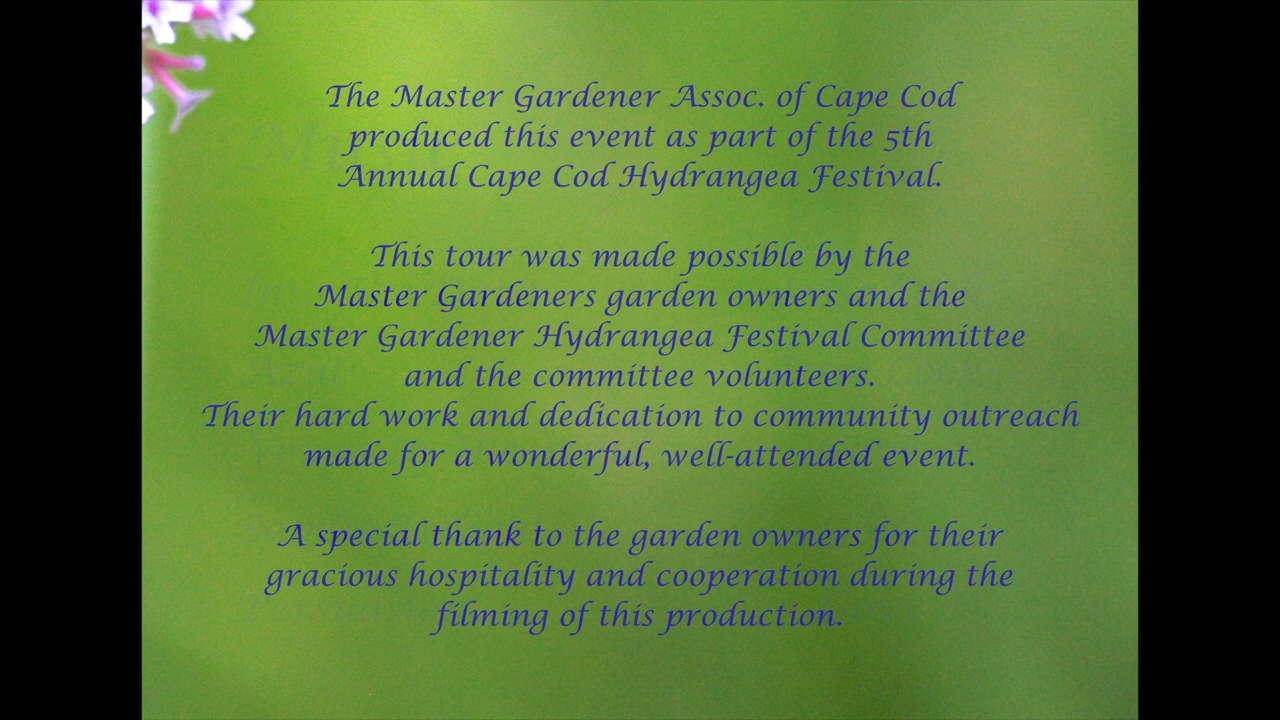 The Master Gardener Assoc. of Cape Cod
produced this event as part of the 5th
Annual Cape Cod Hydrangea Festival.
This tour was made possible by the
Master Gardeners garden owners and the
Master Gardener Hydrangea Festival Committee
and the committee volunteers.
Their hard work and dedication to community outreach
made for a wonderful, well-attended event.
A special thank to the garden owners for their
gracious hospitality and cooperation during the
filming of this production.